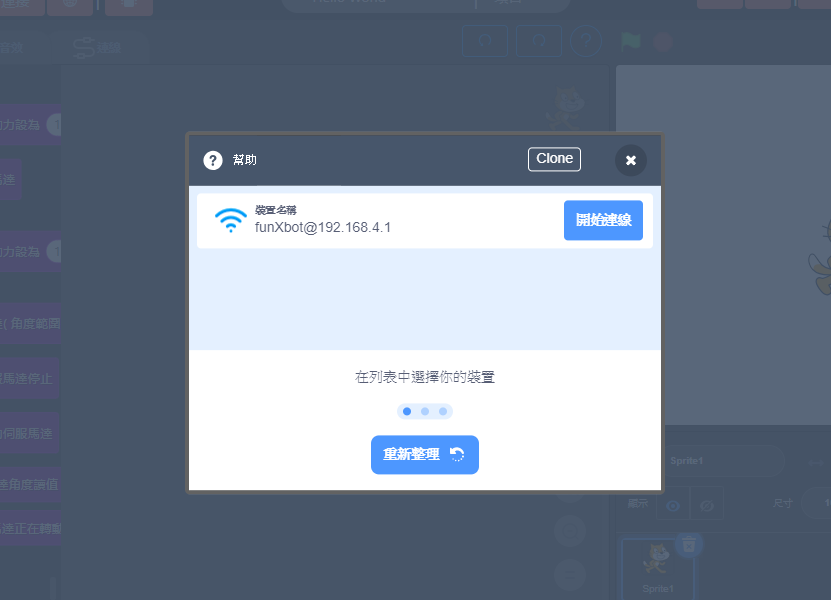 幫助
Clone
裝置名稱
funXbot@192.168.4.1
開始連線
在列表中選擇你的裝置
重新整理
力設為
馬達
力設為
(角度範圍
馬達停止
伺服馬達
達角度讀值
達正在轉動
Sprite1
顯示
尺寸
Sprite1